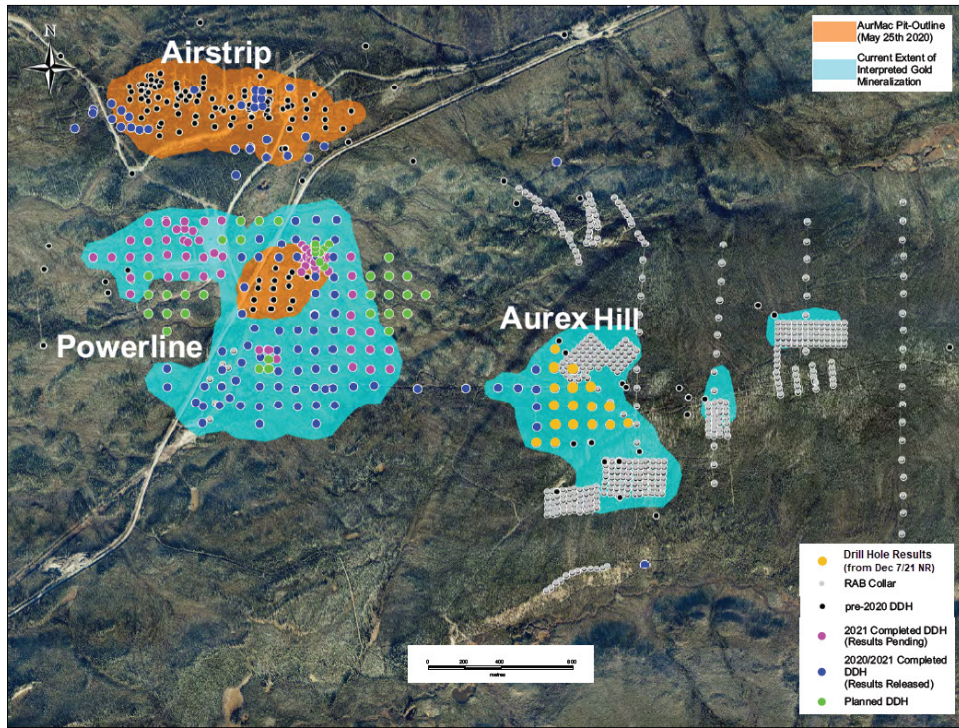 N
Airstrip
AurMac Pit-Outline
(May 25th 2020)
Current Extent of
Interpreted Gold
Mineralization
Powerline
Aurex Hill
Drill Hole Results
(from Dec 7/21 NR)
RAB Collar
pre-2020 DDH
2021 Completed DDH
(Results Pending)
2020/2021 Completed
DDH
(Results Released)
Planned DDH
0 200 400 800
metres